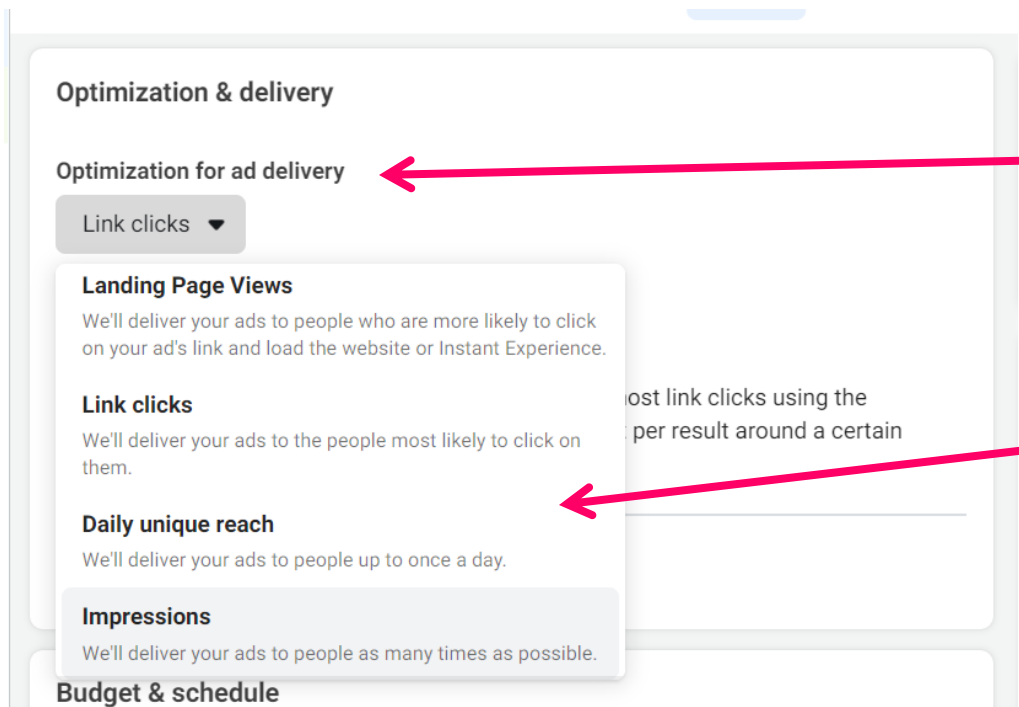 Optimization & delivery
Optimization for ad delivery
Link clicks
Landing Page Views
We'll deliver your ads to people who are more likely to click
on your ad's link and load the website or Instant Experience.
Link clicks
We'll deliver your ads to the people most likely to click on
them.
Daily unique reach
We'll deliver your ads to people up to once a day.
Impressions
We'll deliver your ads to people as many times as possible.
link clicks using the
per result around a certain
Budget & schedule